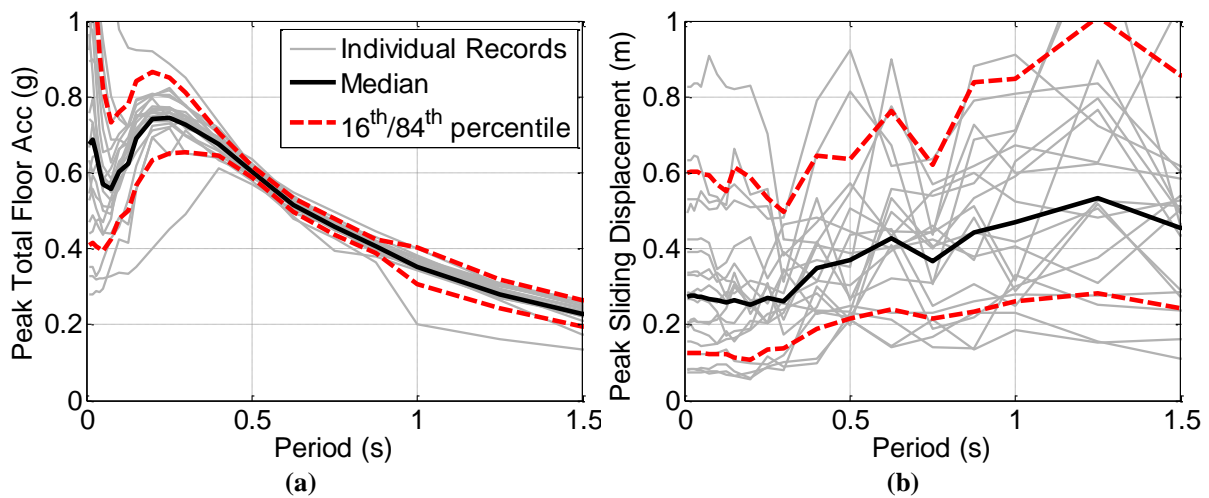 Peak Total Floor Acc (g)
1
0.8
0.6
0.4
0.2
0
0
0.5
1.0
1.5
Period (s)
Individual Records
Median
16th/84th percentile
(a)
Peak Sliding Displacement (m)
1
0.8
0.6
0.4
0.2
0
0
0.5
1
1.5
Period (s)
(b)